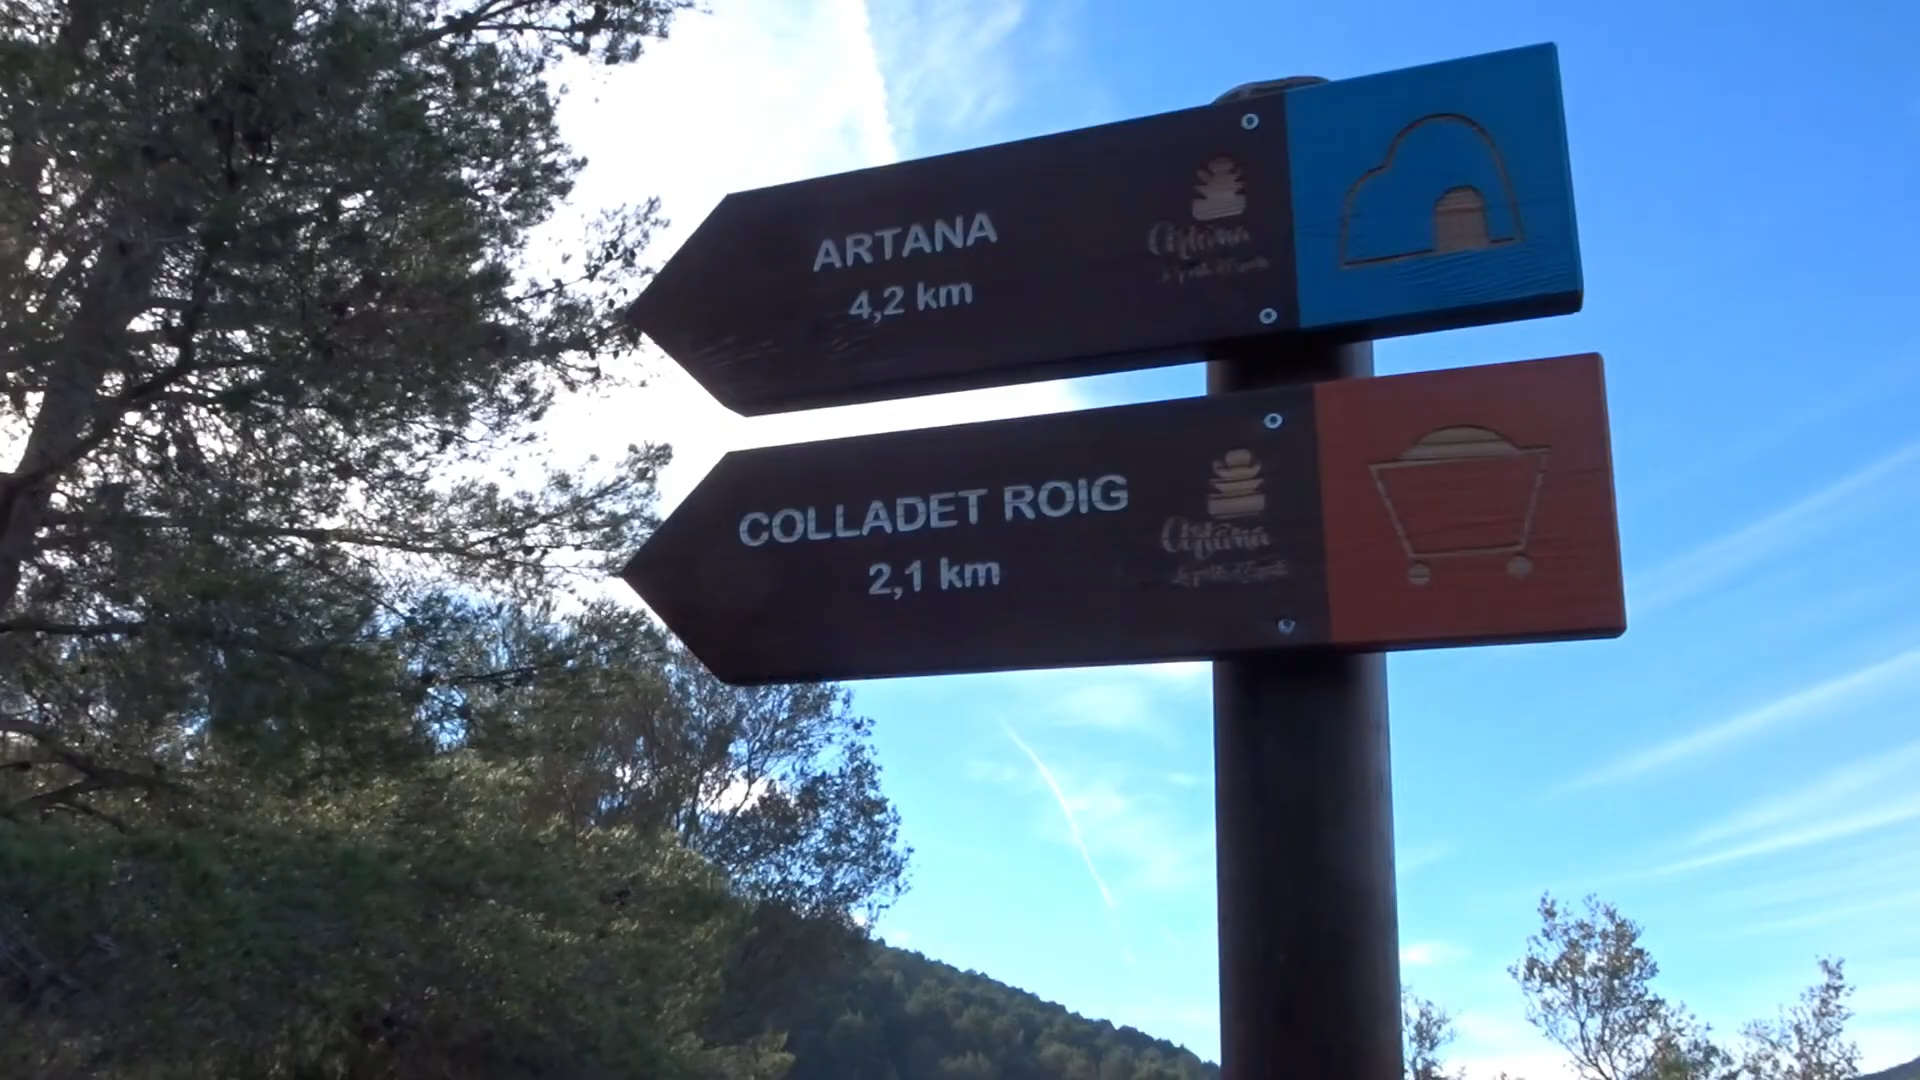 ARTANA
4,2 km
Artana
COLLADET ROIG
2,1 km
Artana